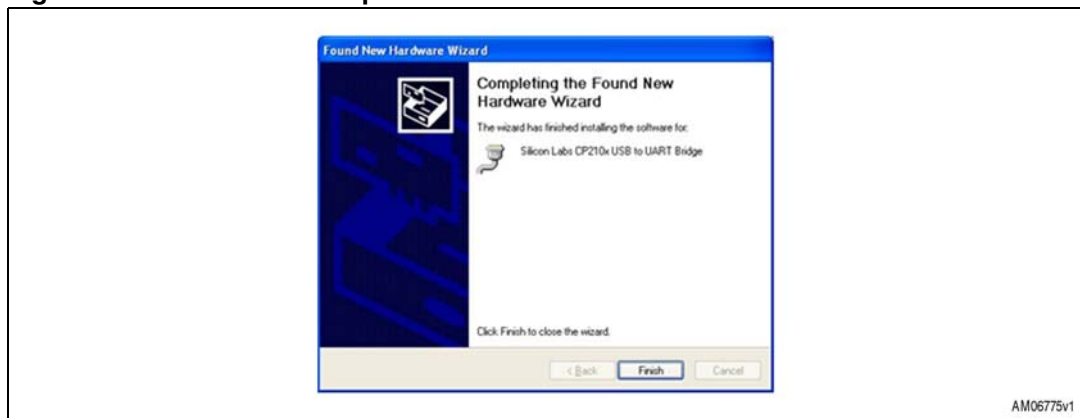 Found New Hardware Wizard
Completing the Found New
Hardware Wizard
The wizard has finished installing the software for:
Silicon Labs CP210x USB to UART Bridge
Click Finish to close the wizard.
< Back
Finish
Cancel
AM06775v1